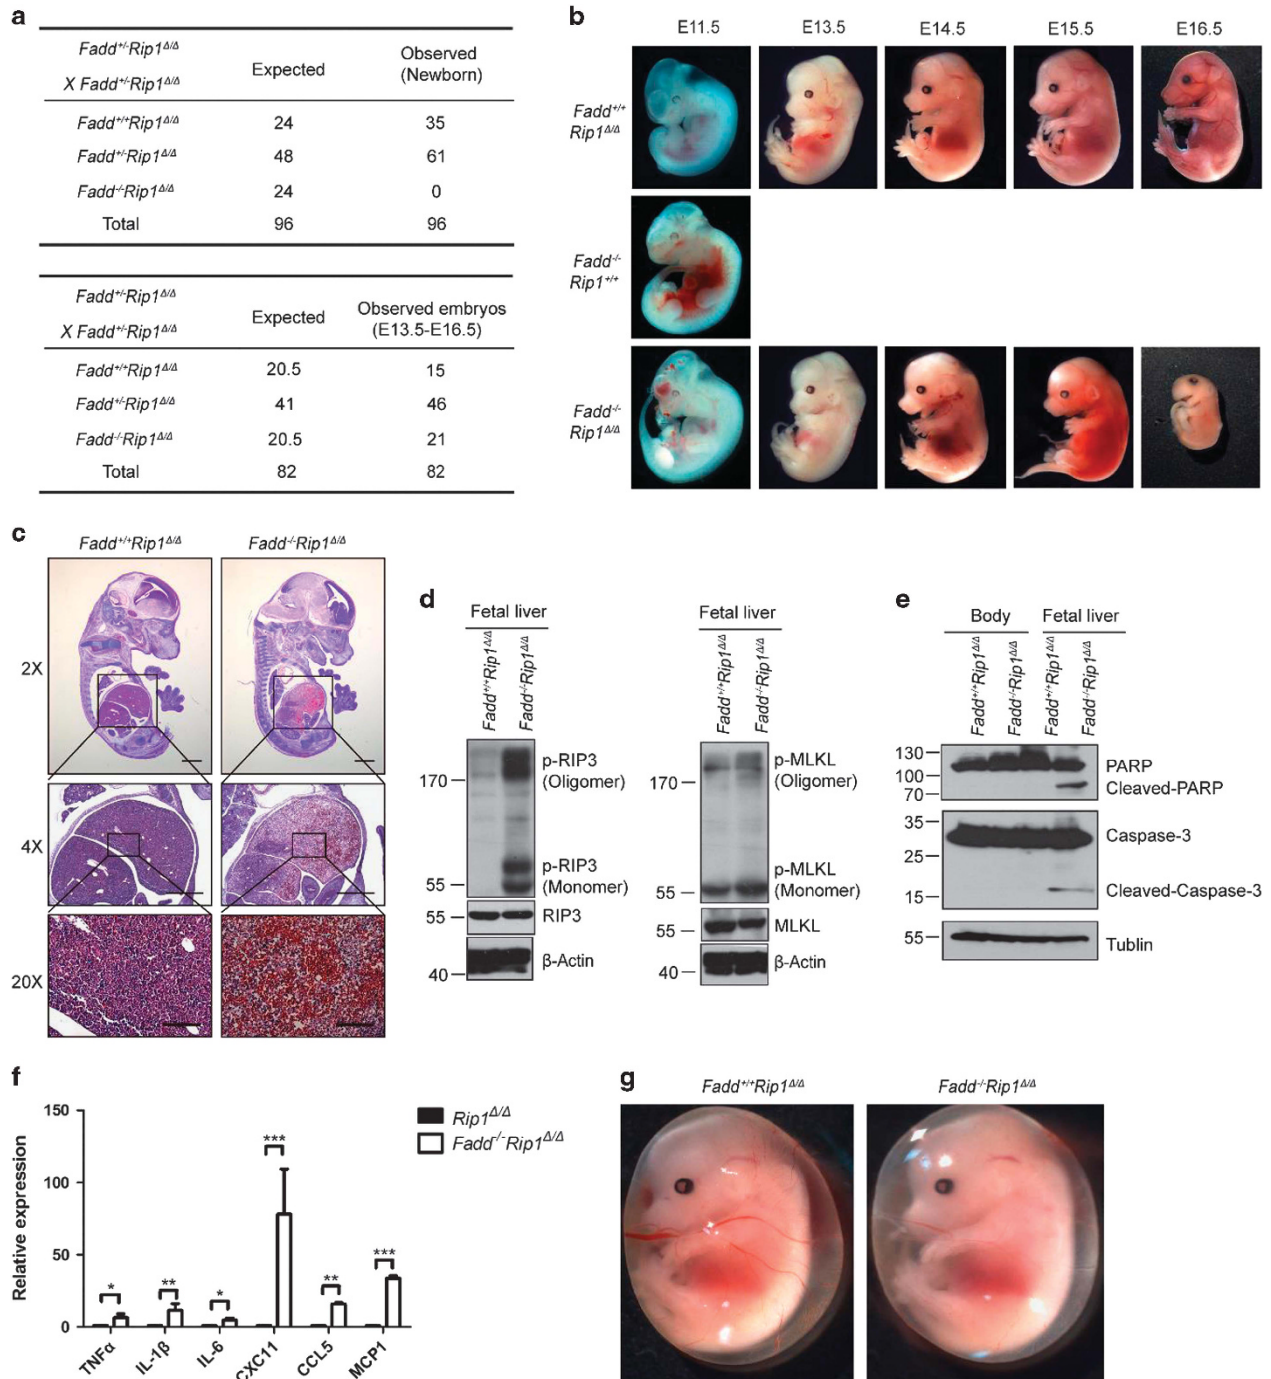 a
Fadd+/-Rip1Δ/Δ
X Fadd+/-Rip1Δ/Δ
Expected
Observed
(Newborn)
Fadd+/+Rip1Δ/Δ 24 35
Fadd+/-Rip1Δ/Δ 48 61
Fadd-/-Rip1Δ/Δ 24 0
Total 96 96
Fadd+/-Rip1Δ/Δ
X Fadd+/-Rip1Δ/Δ
Expected
Observed embryos
(E13.5-E16.5)
Fadd+/+Rip1Δ/Δ 20.5 15
Fadd+/-Rip1Δ/Δ 41 46
Fadd-/-Rip1Δ/Δ 20.5 21
Total 82 82
b
E11.5 E13.5 E14.5 E15.5 E16.5
Fadd+/+
Rip1Δ/Δ
Fadd-/-
Rip1+/+
Fadd-/-
Rip1Δ/Δ
c
Fadd+/+Rip1Δ/Δ Fadd-/-Rip1Δ/Δ
2X
4X
20X
d
Fetal liver
Fadd+/+Rip1Δ/Δ
Fadd-/-Rip1Δ/Δ
170
p-RIP3
(Oligomer)
p-RIP3
55
(Monomer)
55 RIP3
β-Actin
40
Fetal liver
Fadd+/+Rip1Δ/Δ
Fadd-/-Rip1Δ/Δ
p-MLKL
170 (Oligomer)
p-MLKL
55 (Monomer)
55 MLKL
β-Actin
40
e
Body Fetal liver
Fadd+/+Rip1Δ/Δ
Fadd-/-Rip1Δ/Δ
Fadd+/+Rip1Δ/Δ
Fadd-/-Rip1Δ/Δ
130 PARP
100
70 Cleaved-PARP
35 Caspase-3
25
15 Cleaved-Caspase-3
55 Tublin
f
Relative expression
150
100
50
0
* ** * *** ** ***
TNFα IL-1β IL-6 CXC11 CCL5 MCP1
Rip1Δ/Δ
Fadd-/-Rip1Δ/Δ
g
Fadd+/+Rip1Δ/Δ Fadd-/-Rip1Δ/Δ